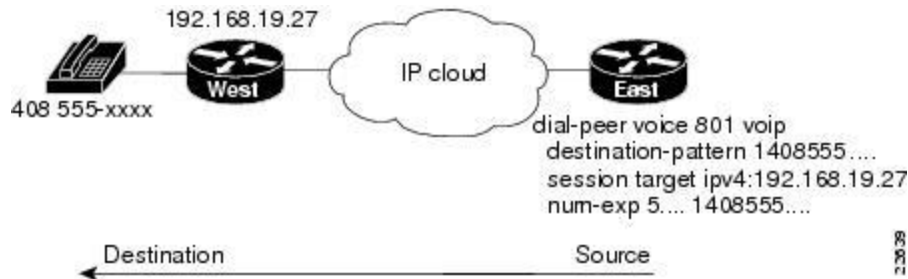 192.168.19.27
West
IP cloud
East
408 555-xxxx
dial-peer voice 801 voip
destination-pattern 1408555....
session target ipv4:192.168.19.27
num-exp 5.... 1408555....
Destination
Source